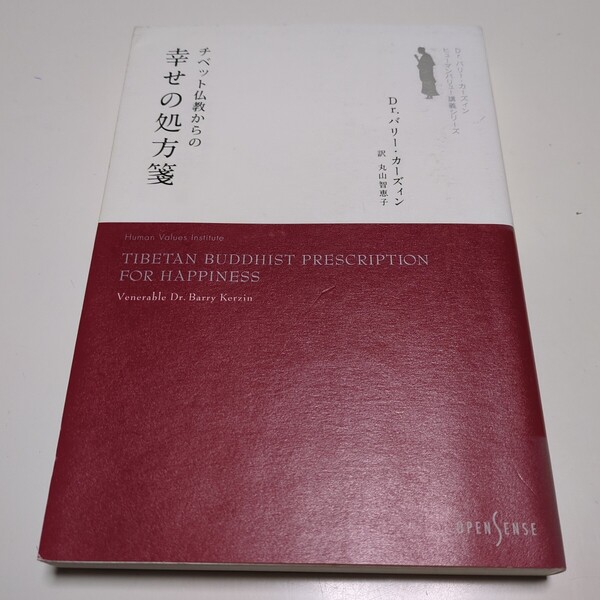 Dr.バリー・カーズィン
ヒューマンバリュー講義シリーズ
Dr. バリー・カーズィン
訳 丸山智恵子
チベット仏教からの
幸せの処方箋
Human Values Institute
TIBETAN BUDDHIST PRESCRIPTION
FOR HAPPINESS
Venerable Dr. Barry Kerzin
OPENSENSE